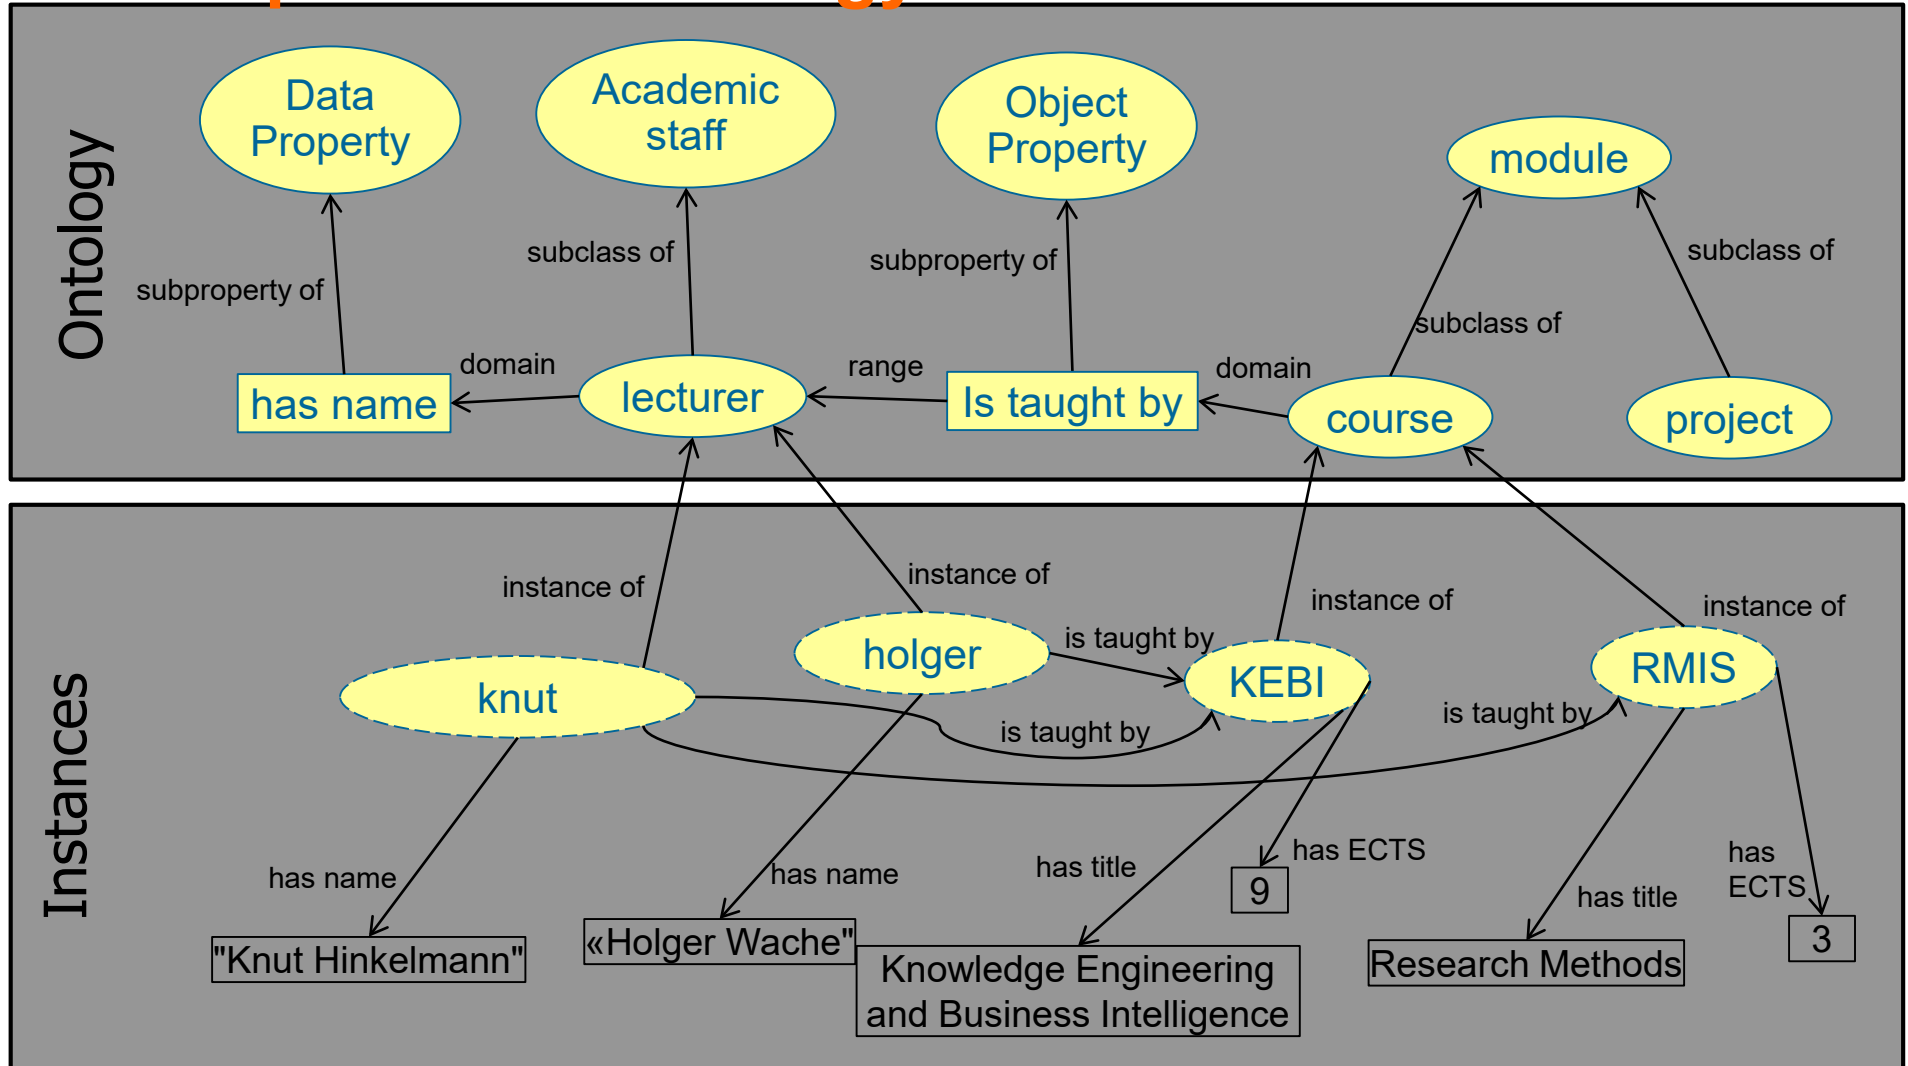 Ontology
Data
Property
Academic
staff
Object
Property
module
subproperty of
subclass of
subproperty of
subclass of
subclass of
has name
domain
lecturer
range
Is taught by
domain
course
project
Instances
instance of
instance of
instance of
instance of
knut
holger
is taught by
KEBI
RMIS
is taught by
is taught by
has name
has name
has title
has ECTS
has title
has
ECTS
"Knut Hinkelmann"
«Holger Wache"
Knowledge Engineering
and Business Intelligence
9
Research Methods
3